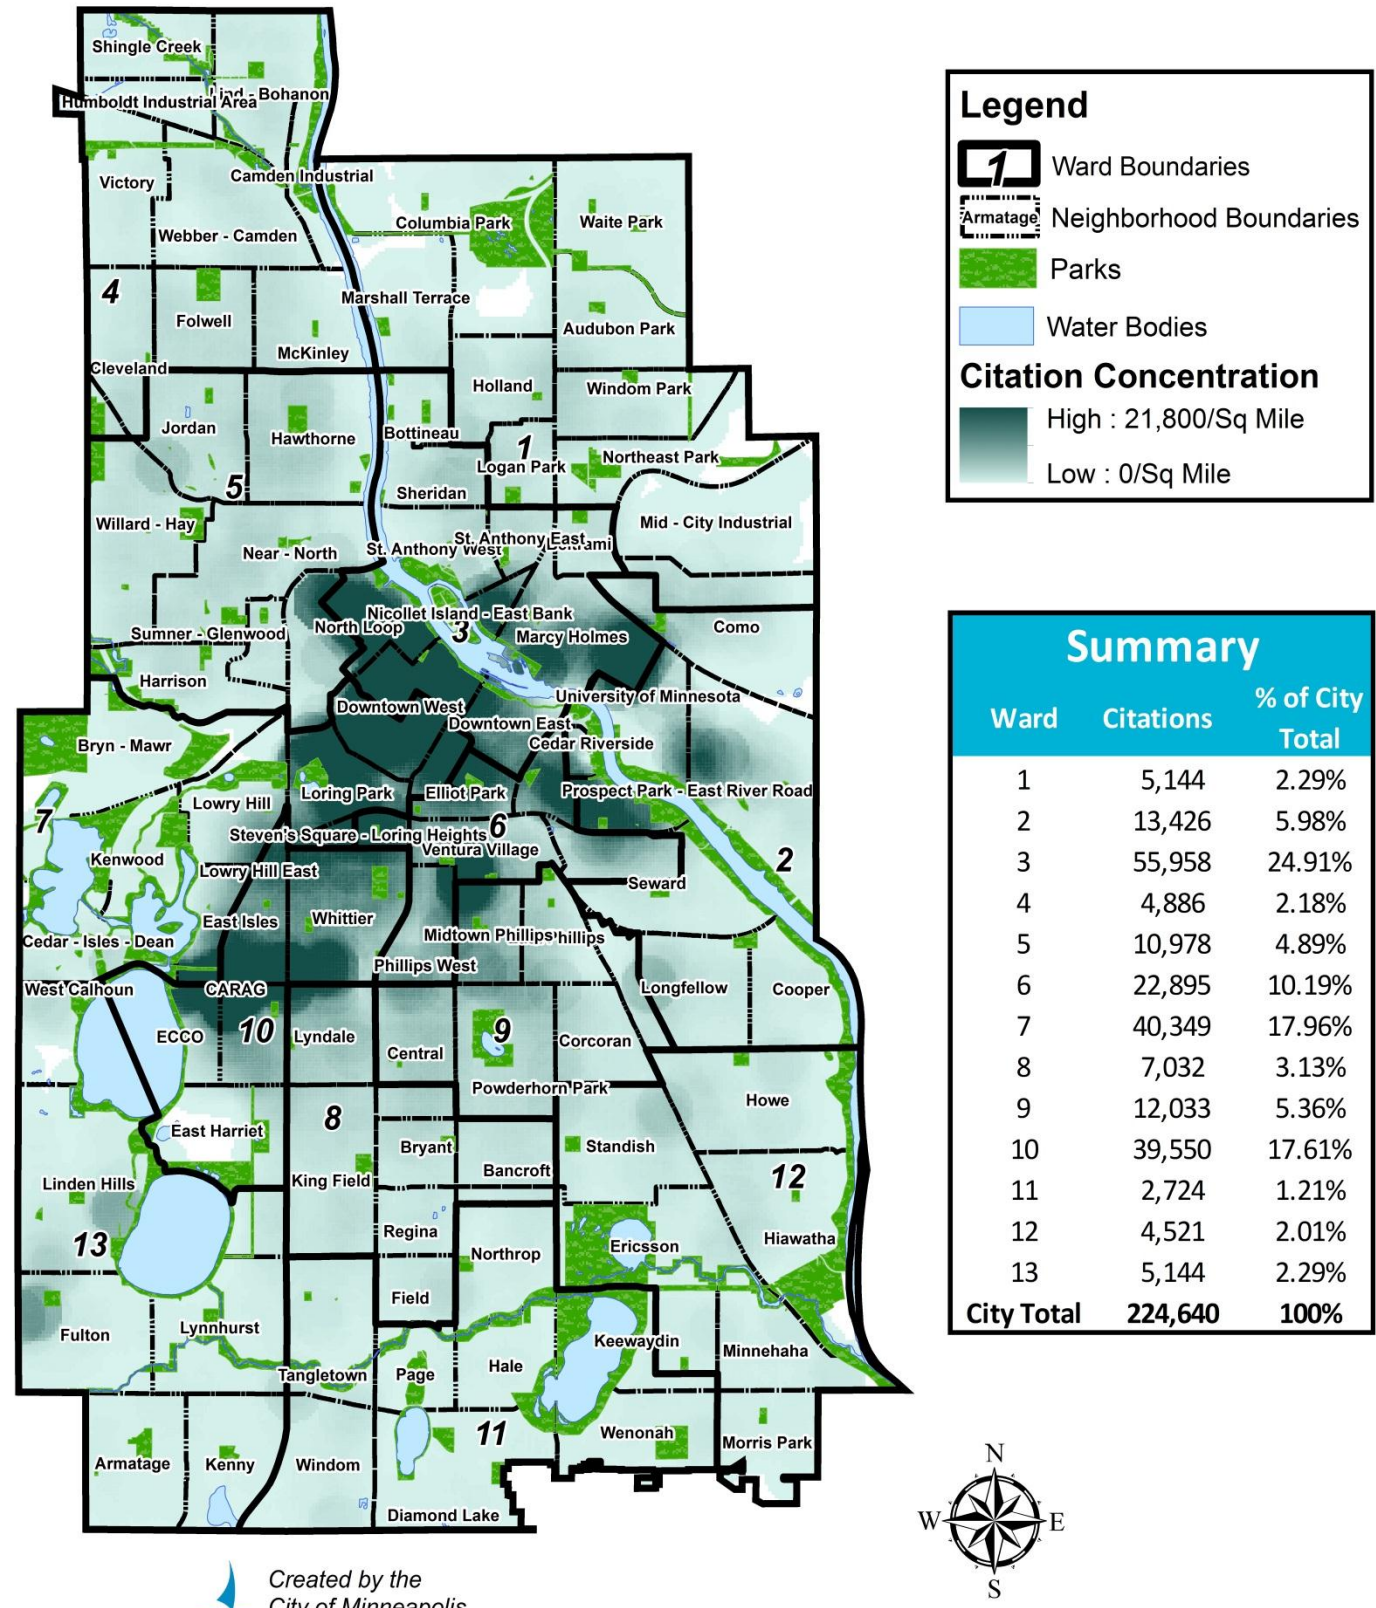 Shingle Creek
Lind - Bohanon
Humboldt Industrial Area
Camden Industrial
Victory
Webber - Camden
Columbia Park
Waite Park
4
Marshall Terrace
Folwell
Audubon Park
McKinley
Cleveland
Holland
Windom Park
Jordan
Hawthorne
Bottineau
1
Logan Park
Northeast Park
5
Sheridan
Willard - Hay
Mid - City Industrial
Near - North
St. Anthony West
St. Anthony East
Nicollet Island - East Bank
North Loop
3
Marcy Holmes
Como
Sumner - Glenwood
Harrison
University of Minnesota
Downtown West
Downtown East
Bryn - Mawr
Cedar Riverside
Loring Park
Elliot Park
Prospect Park - East River Road
Lowry Hill
7
Steven's Square - Loring Heights
6
Ventura Village
Kenwood
2
Lowry Hill East
Seward
East Isles
Whittier
Midtown Phillips
Cedar - Isles - Dean
Phillips West
West Calhoun
CARAG
Longfellow
Cooper
ECCO
10
Lyndale
9
Central
Corcoran
Powderhorn Park
Howe
8
East Harriet
Bryant
Standish
Bancroft
King Field
12
Linden Hills
Regina
13
Northrop
Ericsson
Hiawatha
Field
Fulton
Lynnhurst
Keewaydin
Minnehaha
Tangletown
Page
Hale
11
Wenonah
Morris Park
Armatage
Kenny
Windom
Diamond Lake
Legend
1
Ward Boundaries
Armatage
Neighborhood Boundaries
Parks
Water Bodies
Citation Concentration
High : 21,800/Sq Mile
Low : 0/Sq Mile
Summary
Ward Citations % of City Total
1 5,144 2.29%
2 13,426 5.98%
3 55,958 24.91%
4 4,886 2.18%
5 10,978 4.89%
6 22,895 10.19%
7 40,349 17.96%
8 7,032 3.13%
9 12,033 5.36%
10 39,550 17.61%
11 2,724 1.21%
12 4,521 2.01%
13 5,144 2.29%
City Total 224,640 100%
N
W E
S
Created by the
City of Minneapolis